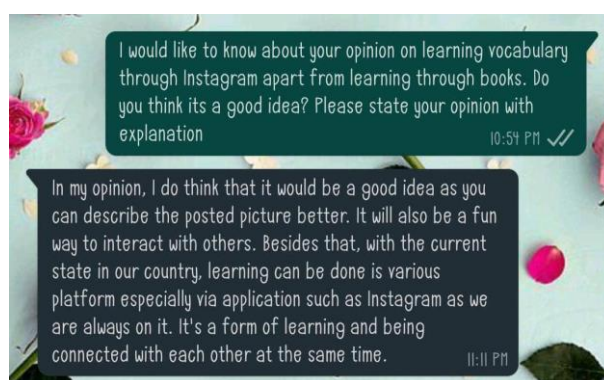 I would like to know about your opinion on learning vocabulary
through Instagram apart from learning through books. Do
you think its a good idea? Please state your opinion with
explanation
10:54 PM
In my opinion, I do think that it would be a good idea as you
can describe the posted picture better. It will also be a fun
way to interact with others. Besides that, with the current
state in our country, learning can be done is various
platform especially via application such as Instagram as we
are always on it. It's a form of learning and being
connected with each other at the same time.
11:11 PM